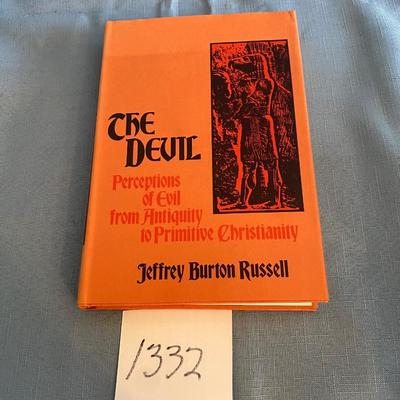 The
Devil
Perceptions
of Evil
from Antiquity
to Primitive Christianity
Jeffrey Burton Russell
1332